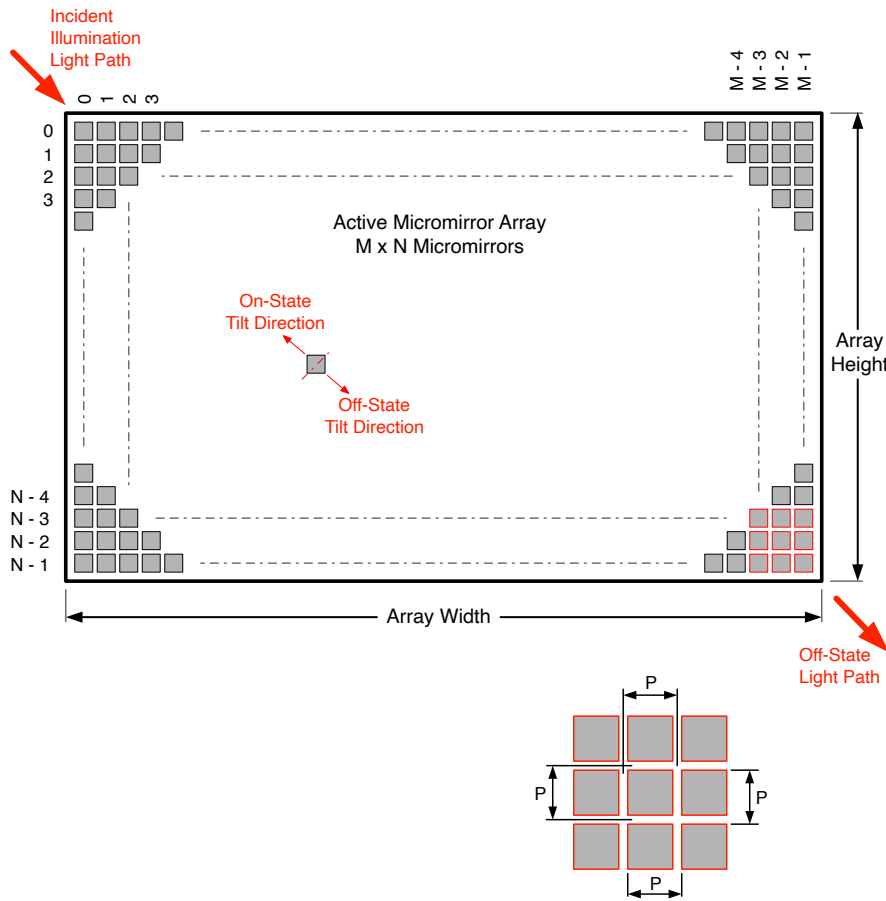 Incident
Illumination
Light Path
0
1
2
3
M - 4
M - 3
M - 2
M - 1
0
1
2
3
Active Micromirror Array
M x N Micromirrors
On-State
Tilt Direction
Off-State
Tilt Direction
Array
Height
N - 4
N - 3
N - 2
N - 1
Array Width
Off-State
Light Path
P
P
P
P